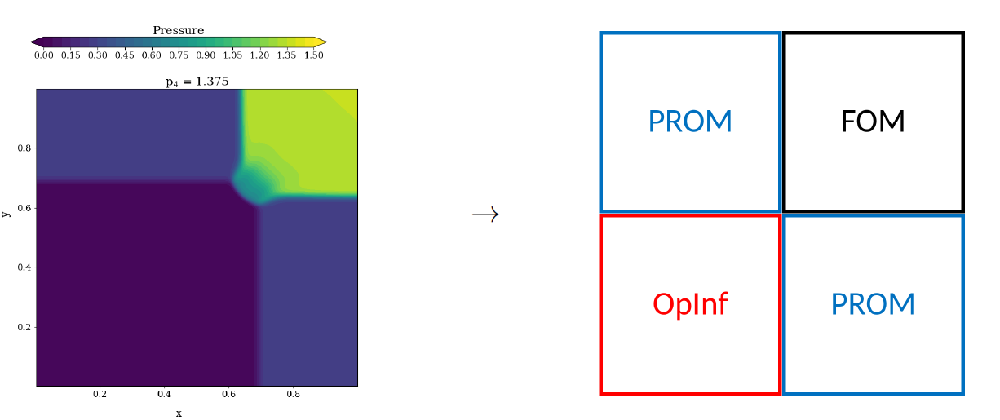 Pressure
0.00 0.15 0.30 0.45 0.60 0.75 0.90 1.05 1.20 1.35 1.50
p₄ = 1.375
0.8
0.6
0.4
0.2
y
0.2 0.4 0.6 0.8
x
→
PROM FOM
OpInf PROM